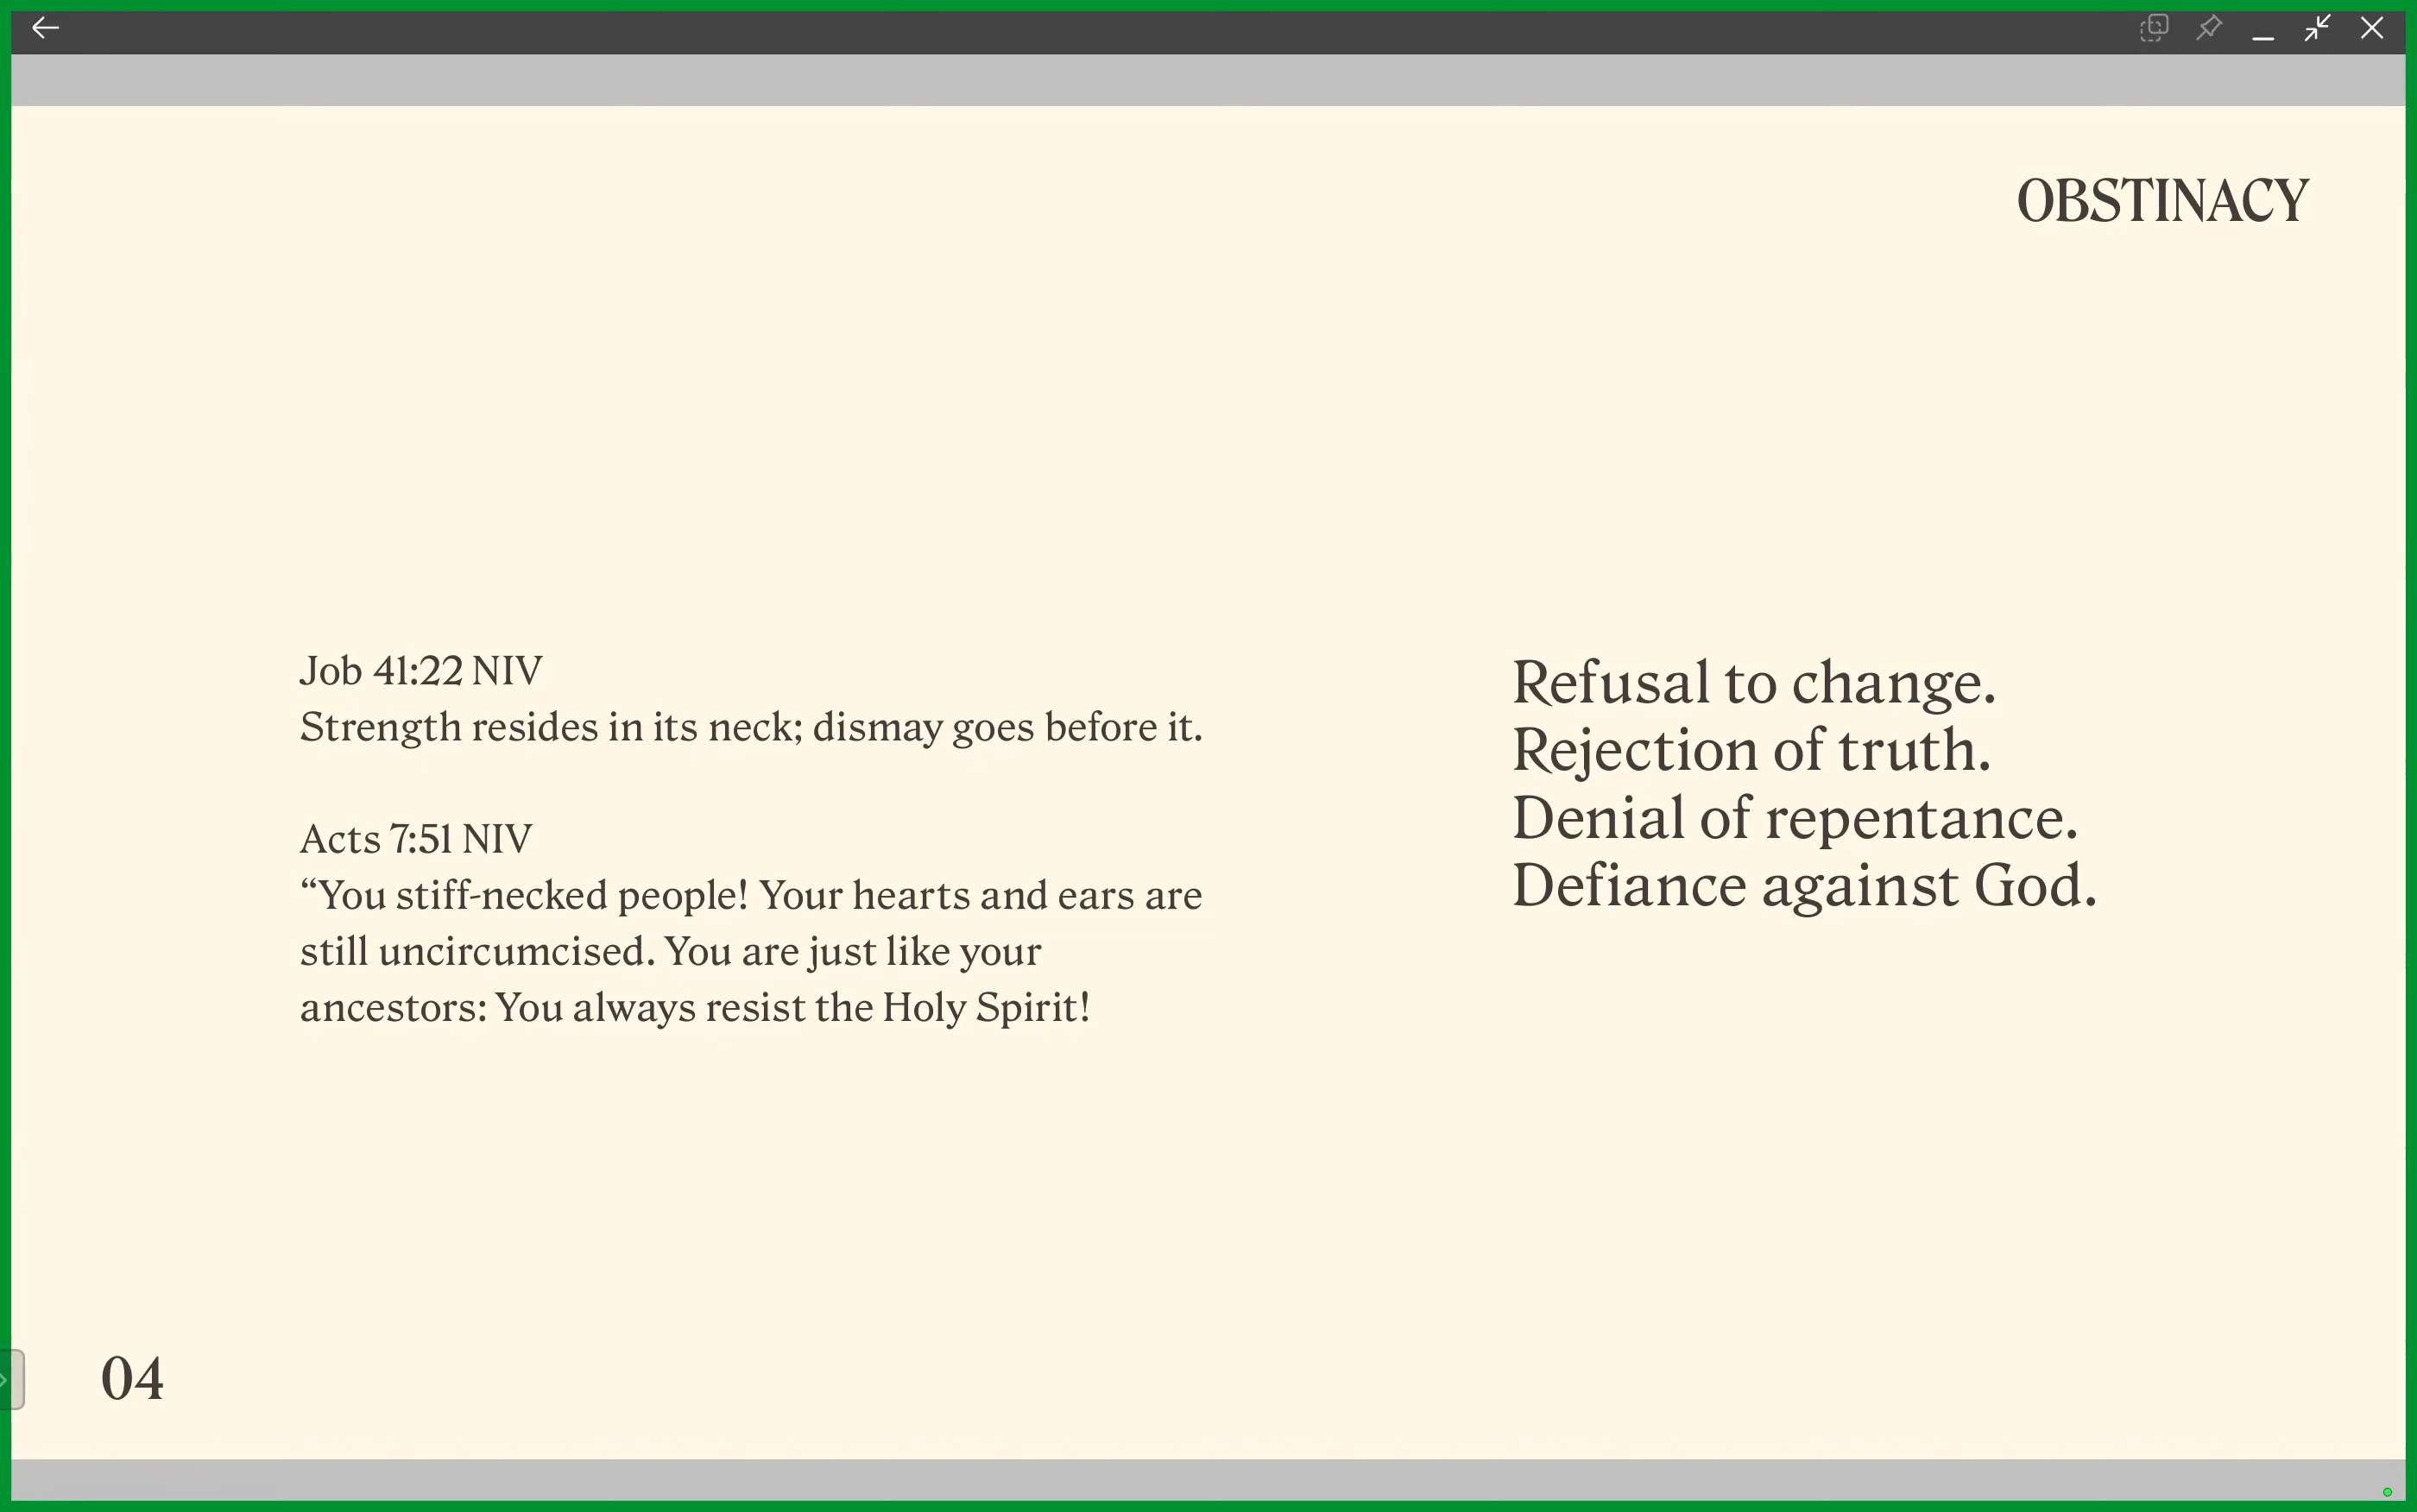 OBSTINACY
Job 41:22 NIV
Strength resides in its neck; dismay goes before it.
Acts 7:51 NIV
“You stiff-necked people! Your hearts and ears are
still uncircumcised. You are just like your
ancestors: You always resist the Holy Spirit!
Refusal to change.
Rejection of truth.
Denial of repentance.
Defiance against God.
04